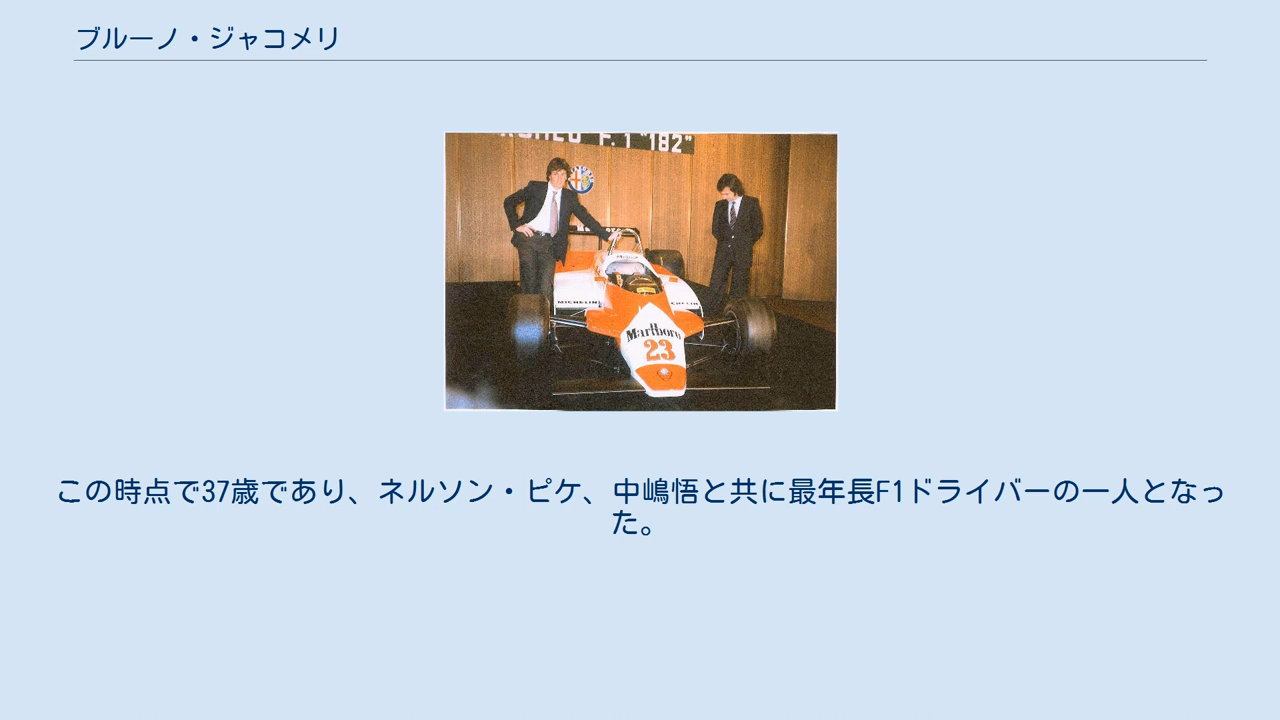 ブルーノ・ジャコメリ
F.1 "182"
MICHELIN
Marlboro
23
この時点で37歳であり、ネルソン・ピケ、中嶋悟と共に最年長F1ドライバーの一人となっ
た。